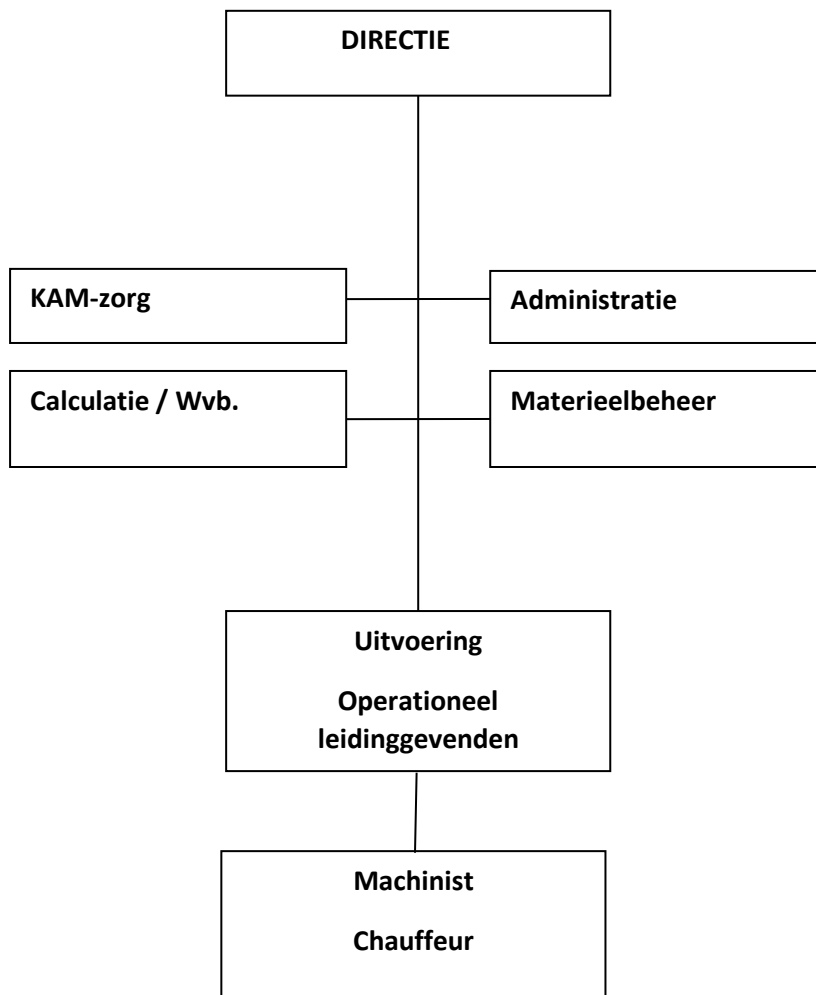 DIRECTIE
KAM-zorg
Administratie
Calculatie / Wvb.
Materieelbeheer
Uitvoering
Operationeel
leidinggevenden
Machinist
Chauffeur